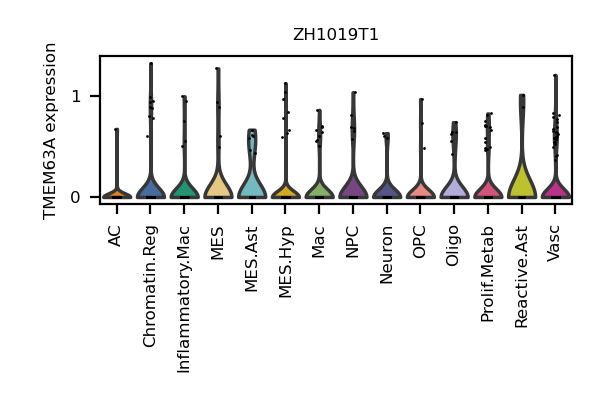 ZH1019T1
TMEM63A expression
1
0
AC
Chromatin.Reg
Inflammatory.Mac
MES
MES.Ast
MES.Hyp
Mac
NPC
Neuron
OPC
Oligo
Prolif.Metab
Reactive.Ast
Vasc